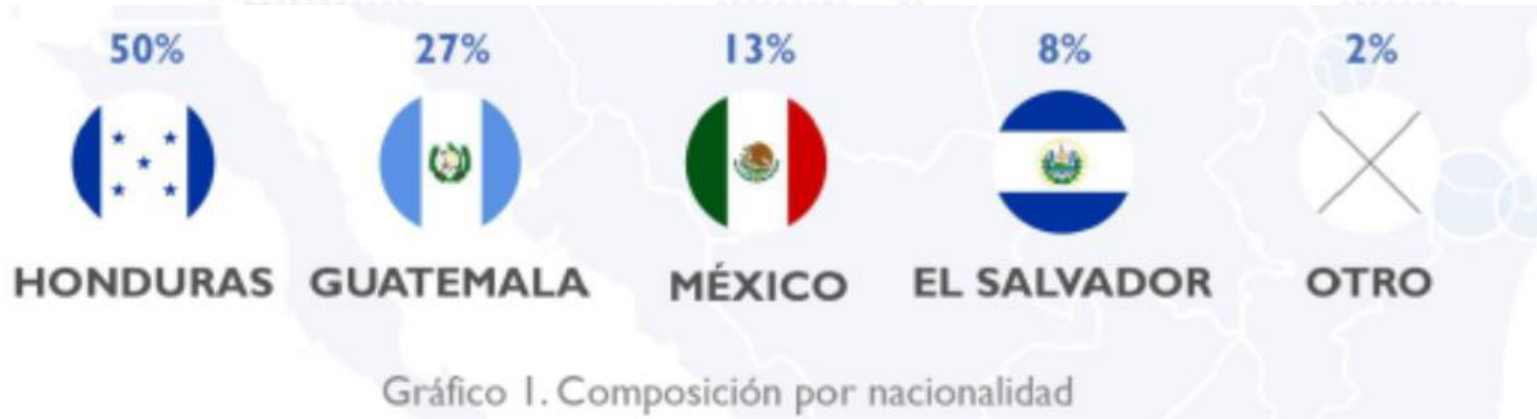 50% 27% 13% 8% 2%
HONDURAS GUATEMALA MÉXICO EL SALVADOR OTRO
Gráfico 1. Composición por nacionalidad